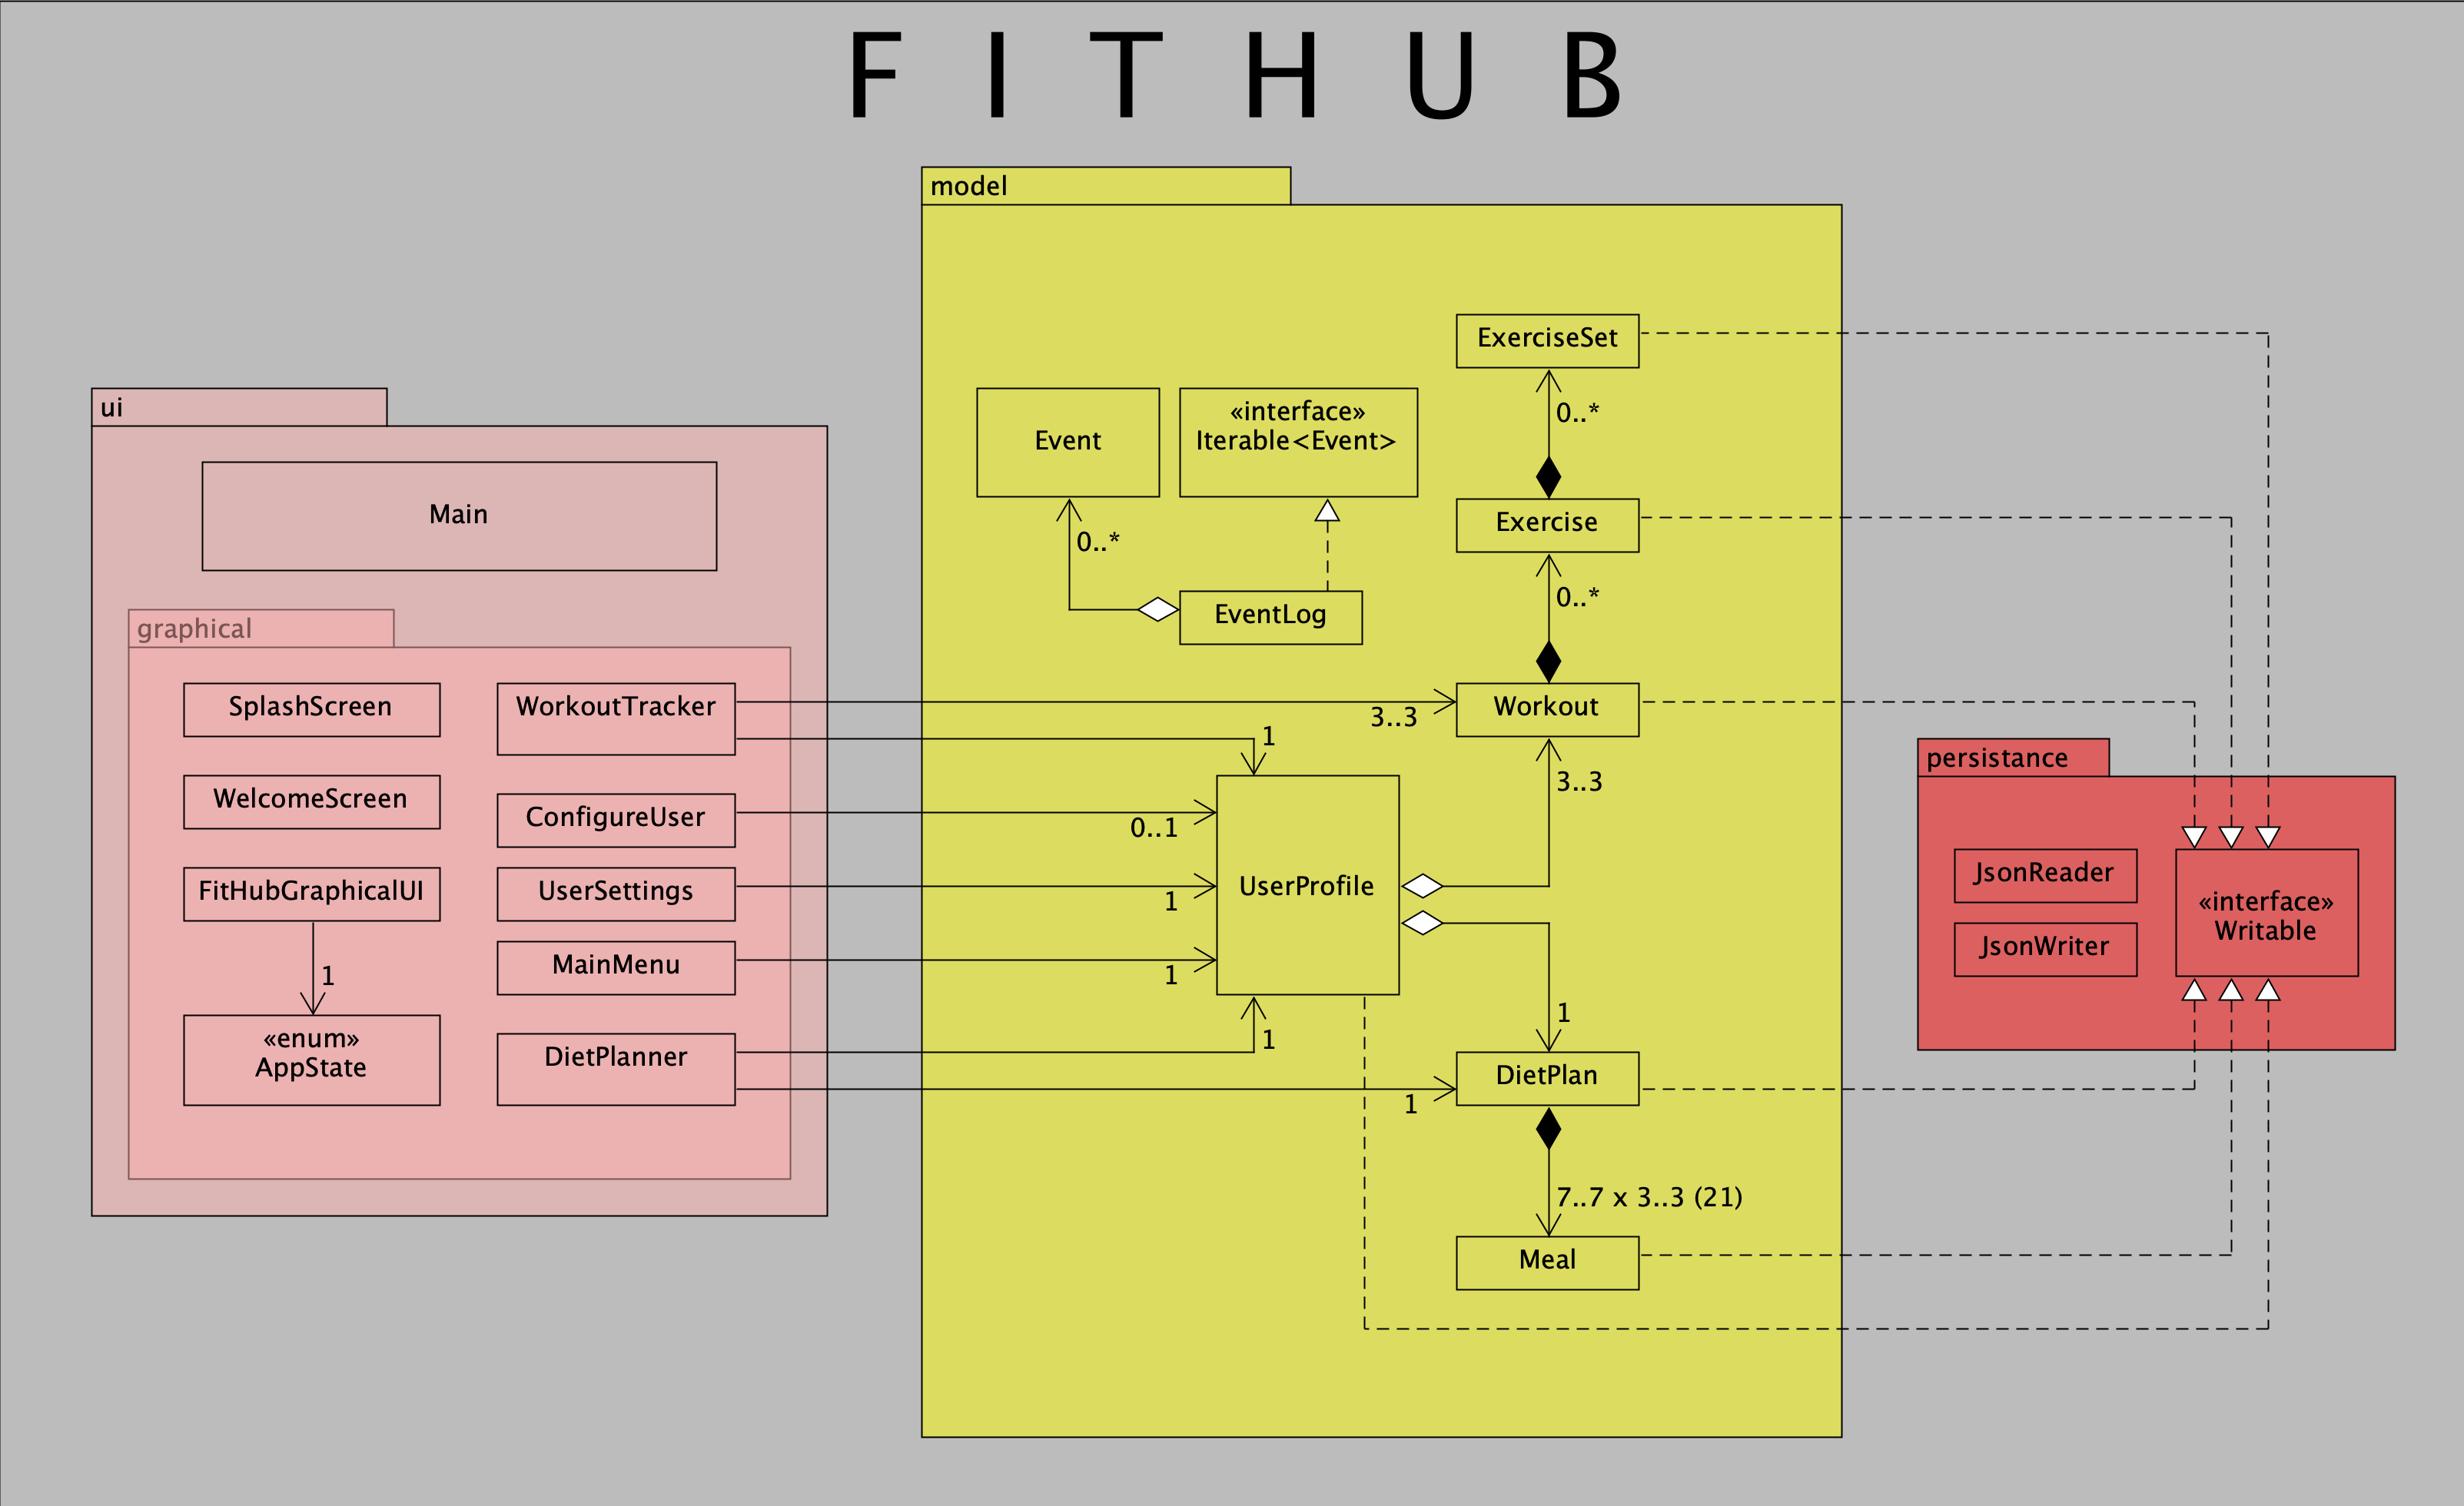 F I T H U B
ui
Main
graphical
SplashScreen
WelcomeScreen
FitHubGraphicalUI
1
«enum»
AppState
WorkoutTracker
ConfigureUser
UserSettings
MainMenu
DietPlanner
model
Event
«interface»
Iterable<Event>
0..*
EventLog
ExerciseSet
0..*
Exercise
0..*
Workout
3..3
1
3..3
0..1
1
1
1
UserProfile
1
DietPlan
1
7..7 x 3..3 (21)
Meal
persistance
JsonReader
JsonWriter
«interface»
Writable